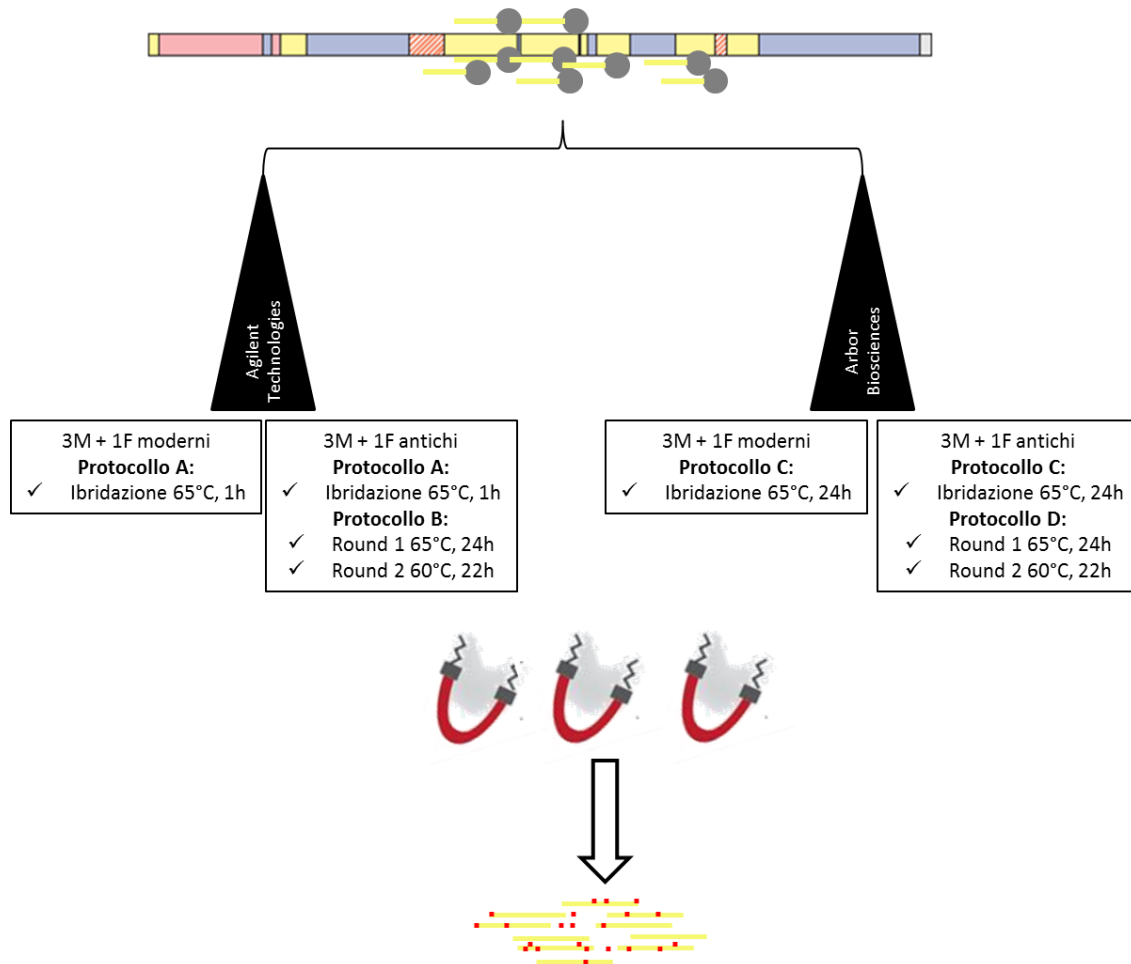 Agilent
Technologies
Arbor
Biosciences
3M + 1F moderni
Protocollo A:
✓ Ibridazione 65°C, 1h
3M + 1F antichi
Protocollo A:
✓ Ibridazione 65°C, 1h
Protocollo B:
✓ Round 1 65°C, 24h
✓ Round 2 60°C, 22h
3M + 1F moderni
Protocollo C:
✓ Ibridazione 65°C, 24h
3M + 1F antichi
Protocollo C:
✓ Ibridazione 65°C, 24h
Protocollo D:
✓ Round 1 65°C, 24h
✓ Round 2 60°C, 22h